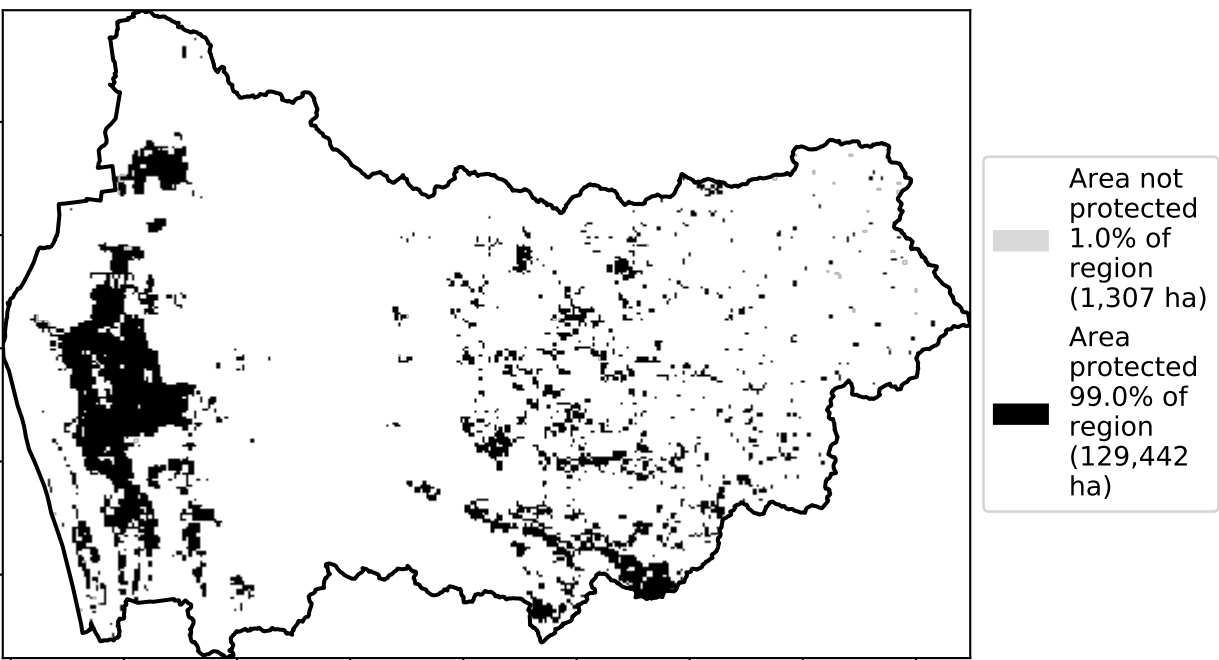 Area not
protected
1.0% of
region
(1,307 ha)
Area
protected
99.0% of
region
(129,442
ha)